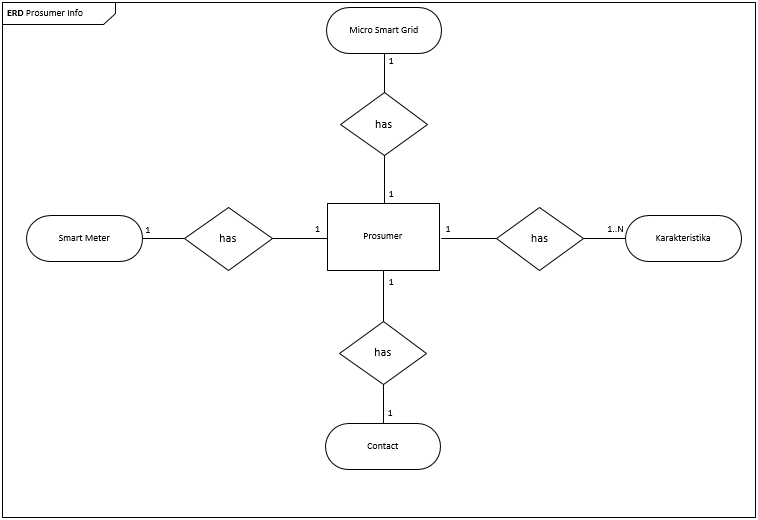 ERD Prosumer Info
Micro Smart Grid
1
has
1
Smart Meter
1
has
1
Prosumer
1
has
1..N
Karakteristika
1
has
1
Contact